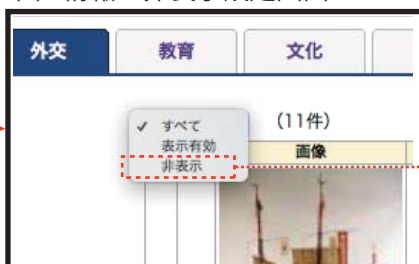 外交
教育
文化
(11件)
✓ すべて
表示有効
非表示
画像